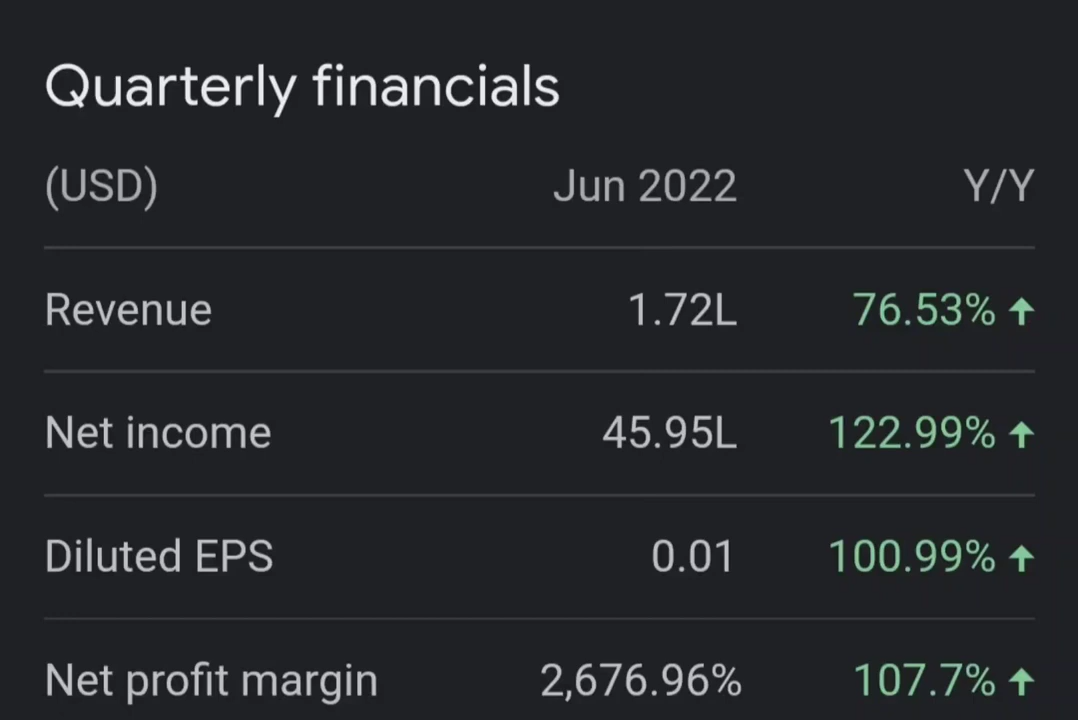 Quarterly financials
(USD) Jun 2022 Y/Y
Revenue 1.72L 76.53% ↑
Net income 45.95L 122.99% ↑
Diluted EPS 0.01 100.99% ↑
Net profit margin 2,676.96% 107.7% ↑